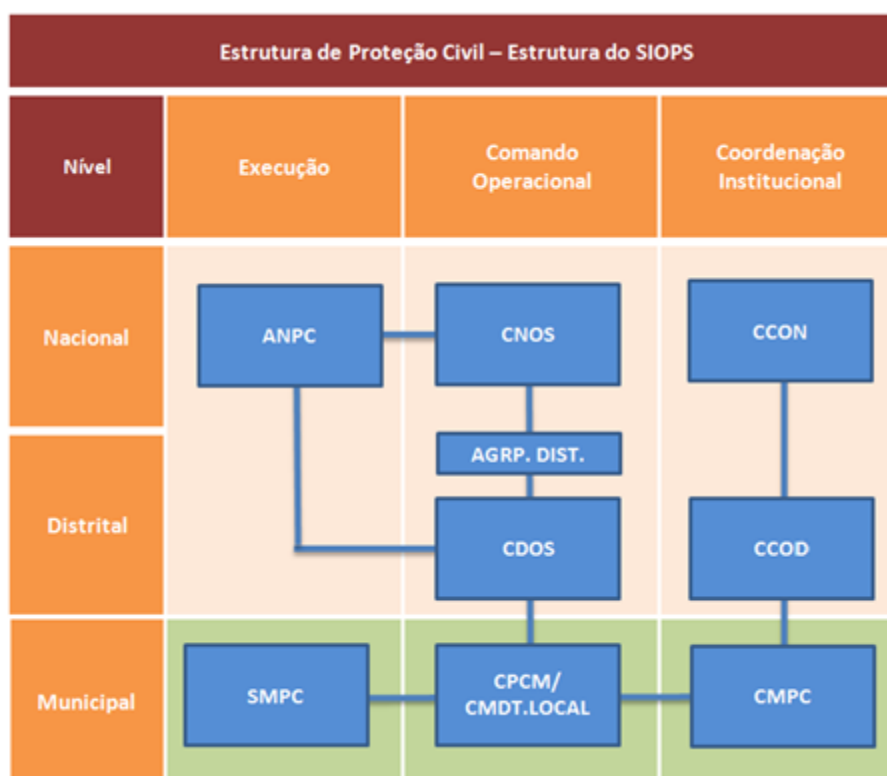 Estrutura de Proteção Civil – Estrutura do SIOPS
Nível
Execução
Comando
Operacional
Coordenação
Institucional
Nacional
ANPC
CNOS
CCON
AGRP. DIST.
Distrital
CDOS
CCOD
Municipal
SMPC
CPCM/
CMDT.LOCAL
CMPC